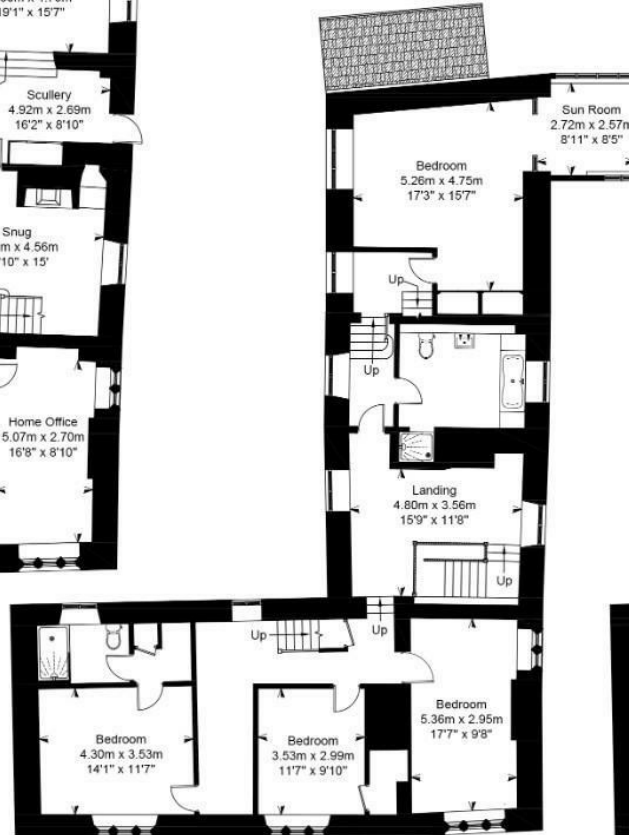 19'1" x 15'7"
Scullery
4.92m x 2.69m
16'2" x 8'10"
Snug
m x 4.56m
'10" x 15'
Home Office
5.07m x 2.70m
16'8" x 8'10"
Sun Room
2.72m x 2.57m
8'11" x 8'5"
Bedroom
5.26m x 4.75m
17'3" x 15'7"
Up
Up
Landing
4.80m x 3.56m
15'9" x 11'8"
Up
Up
Up
Bedroom
4.30m x 3.53m
14'1" x 11'7"
Bedroom
3.53m x 2.99m
11'7" x 9'10"
Bedroom
5.36m x 2.95m
17'7" x 9'8"